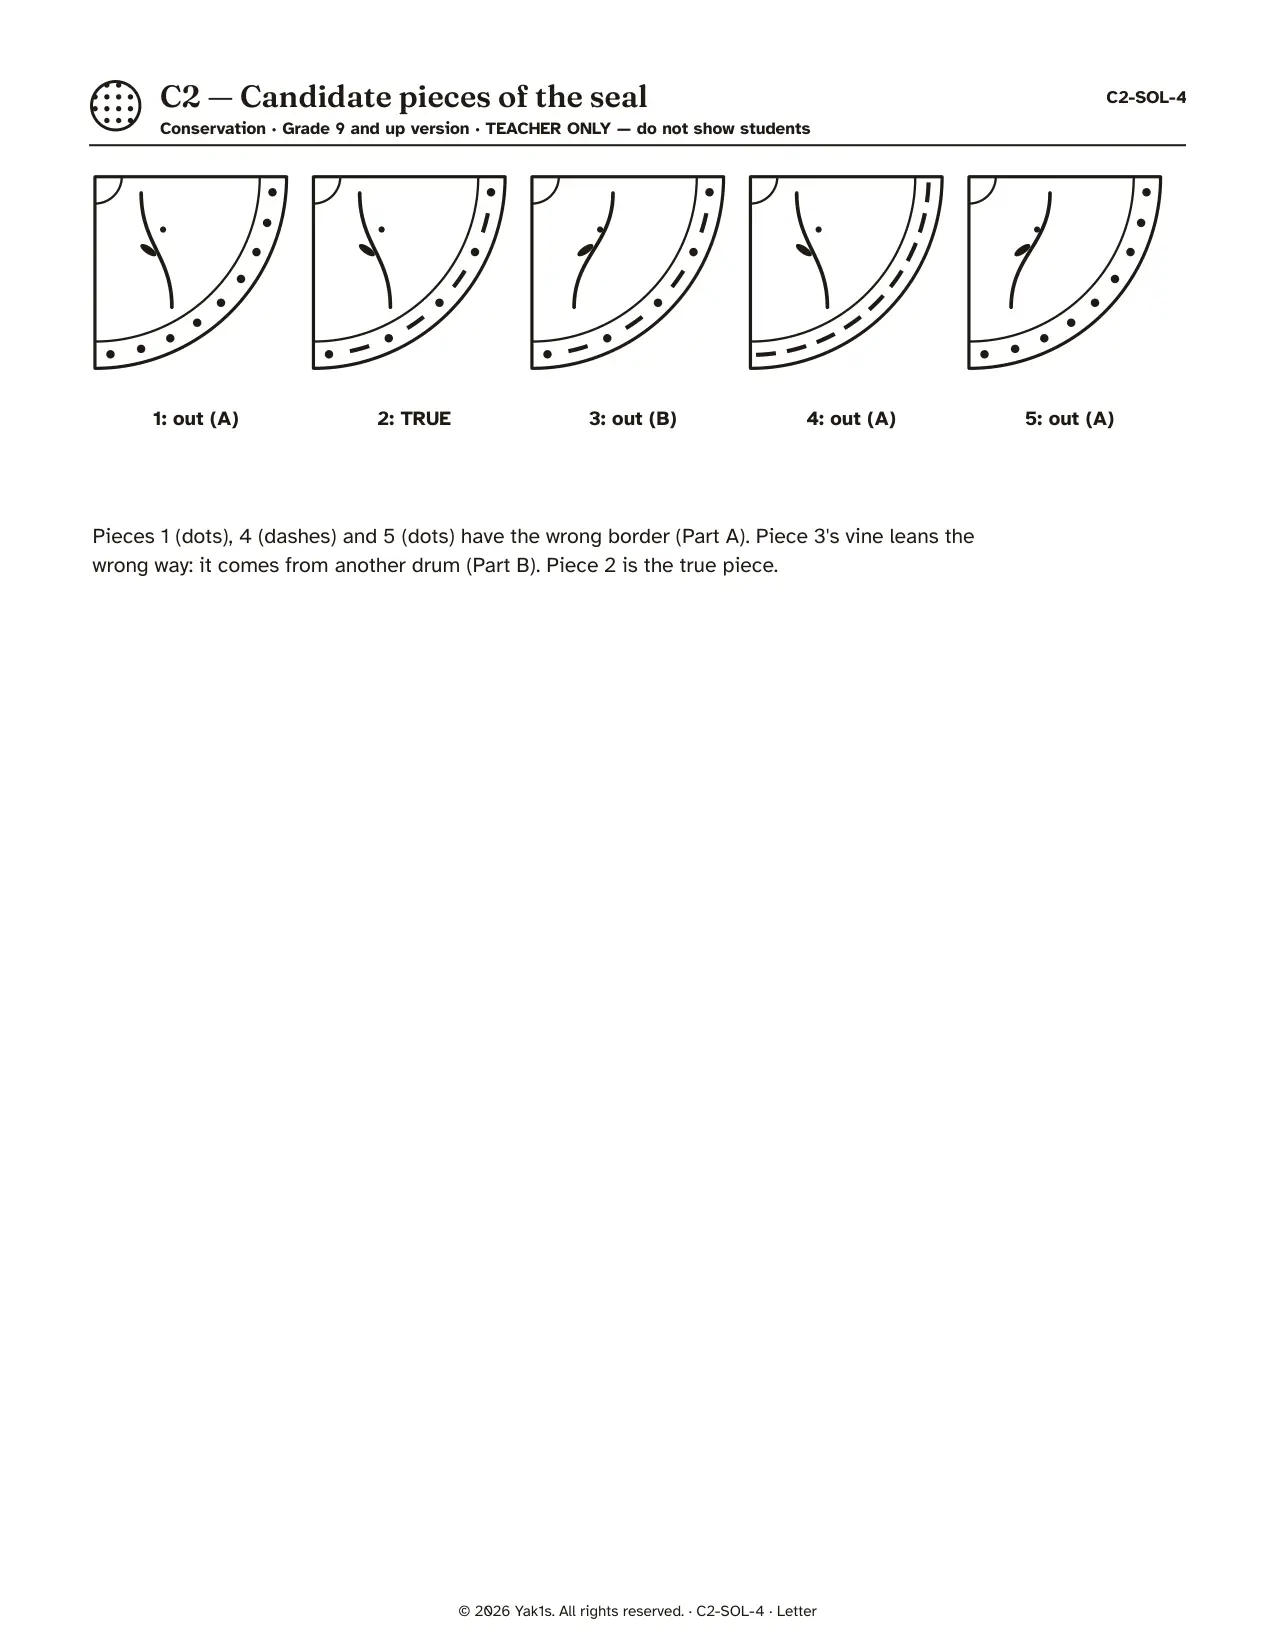 C2 — Candidate pieces of the seal
C2-SOL-4
Conservation · Grade 9 and up version · TEACHER ONLY — do not show students
1: out (A)
2: TRUE
3: out (B)
4: out (A)
5: out (A)
Pieces 1 (dots), 4 (dashes) and 5 (dots) have the wrong border (Part A). Piece 3's vine leans the
wrong way: it comes from another drum (Part B). Piece 2 is the true piece.
© 2026 Yak1s. All rights reserved. · C2-SOL-4 · Letter